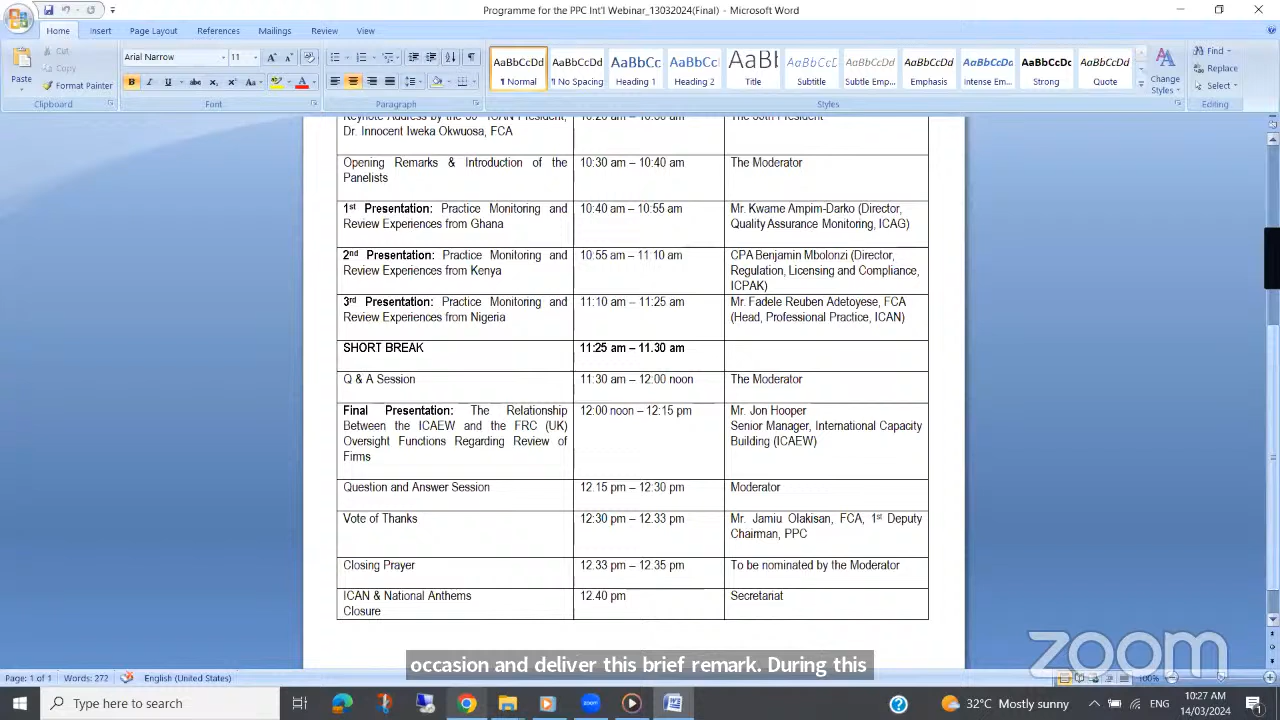 Programme for the PPC Int'l Webinar_13032024(Final) - Microsoft Word
Home Insert Page Layout References Mailings Review View
Paste
Cut
Copy
Format Painter
Clipboard
Arial Narrow 11
Font
Paragraph
AaBbCcDd AaBbCcDd AaBbCc AaBbCc AaBb AaBbCcDd AaBbCcDd AaBbCcDd AaBbCcDd AaBbCcDd AaBbCcDd
¶ Normal ¶ No Spacing Heading 1 Heading 2 Title Subtitle Subtle Emp... Emphasis Intense Em... Strong Quote
Styles
Change
Styles
Find
Replace
Select
Editing
Dr. Innocent Iweka Okwuosa, FCA
Opening Remarks & Introduction of the
Panelists
10:30 am – 10:40 am
The Moderator
1st Presentation: Practice Monitoring and
Review Experiences from Ghana
10:40 am – 10:55 am
Mr. Kwame Ampim-Darko (Director,
Quality Assurance Monitoring, ICAG)
2nd Presentation: Practice Monitoring and
Review Experiences from Kenya
10:55 am – 11:10 am
CPA Benjamin Mbolonzi (Director,
Regulation, Licensing and Compliance,
ICPAK)
3rd Presentation: Practice Monitoring and
Review Experiences from Nigeria
11:10 am – 11:25 am
Mr. Fadele Reuben Adetoyese, FCA
(Head, Professional Practice, ICAN)
SHORT BREAK
11:25 am – 11.30 am
Q & A Session
11:30 am – 12:00 noon
The Moderator
Final Presentation: The Relationship
Between the ICAEW and the FRC (UK)
Oversight Functions Regarding Review of
Firms
12:00 noon – 12:15 pm
Mr. Jon Hooper
Senior Manager, International Capacity
Building (ICAEW)
Question and Answer Session
12.15 pm – 12:30 pm
Moderator
Vote of Thanks
12:30 pm – 12.33 pm
Mr. Jamiu Olakisan, FCA, 1st Deputy
Chairman, PPC
Closing Prayer
12.33 pm – 12.35 pm
To be nominated by the Moderator
ICAN & National Anthems
Closure
12.40 pm
Secretariat
occasion and deliver this brief remark. During this
zoom
Page: 1 of 1 Words: 272 English (United States) 100%
Type here to search
32°C Mostly sunny
10:27 AM
14/03/2024